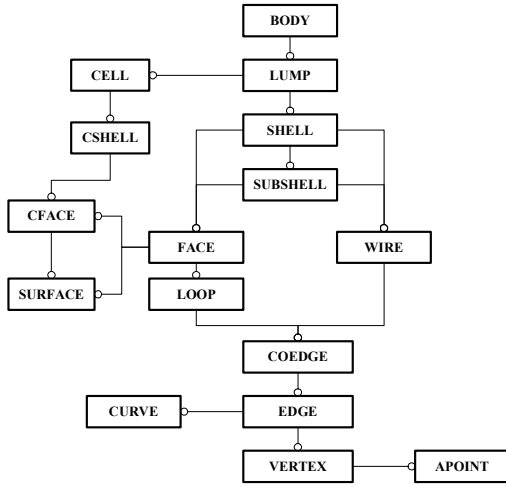 BODY
CELL
LUMP
CSHELL
SHELL
SUBSHELL
CFACE
FACE
WIRE
SURFACE
LOOP
COEDGE
CURVE
EDGE
VERTEX
APOINT